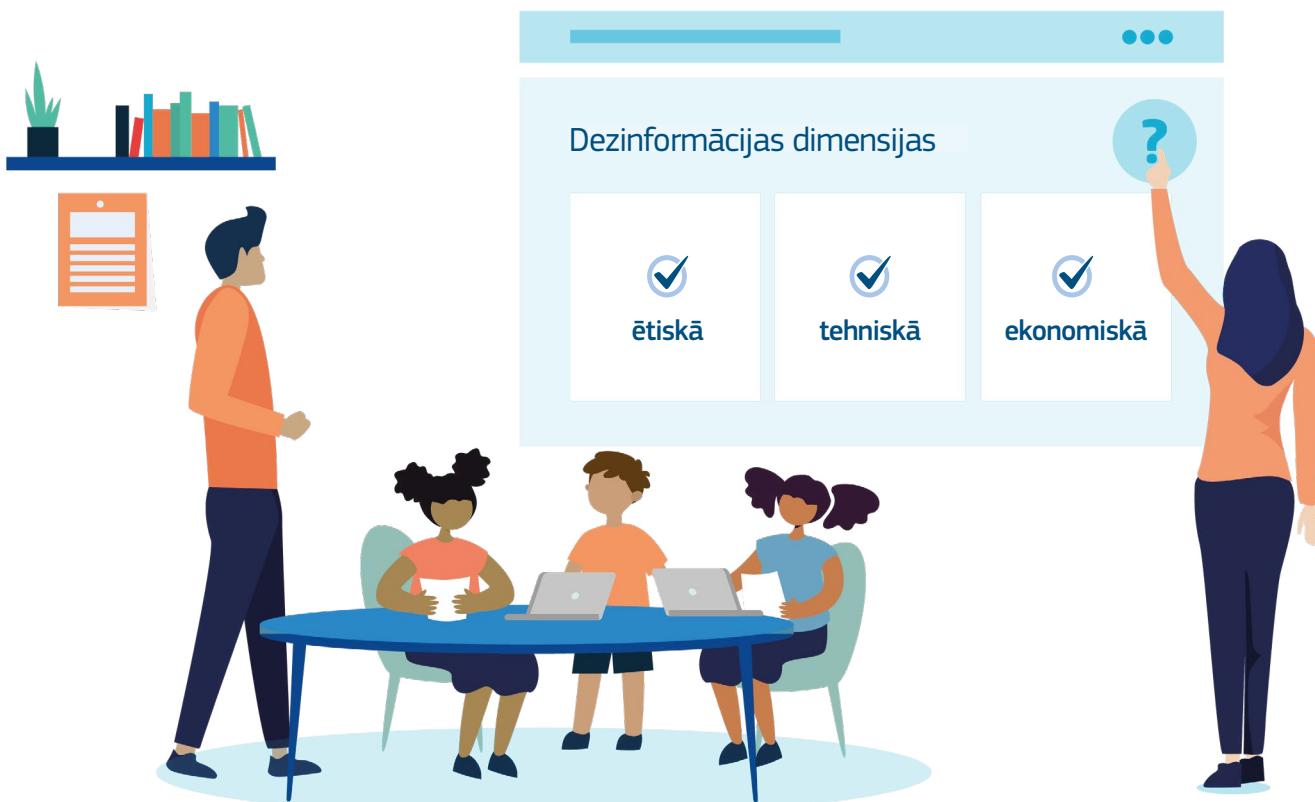 Dezinformācijas dimensijas
?
ētiskā
tehniskā
ekonomiskā